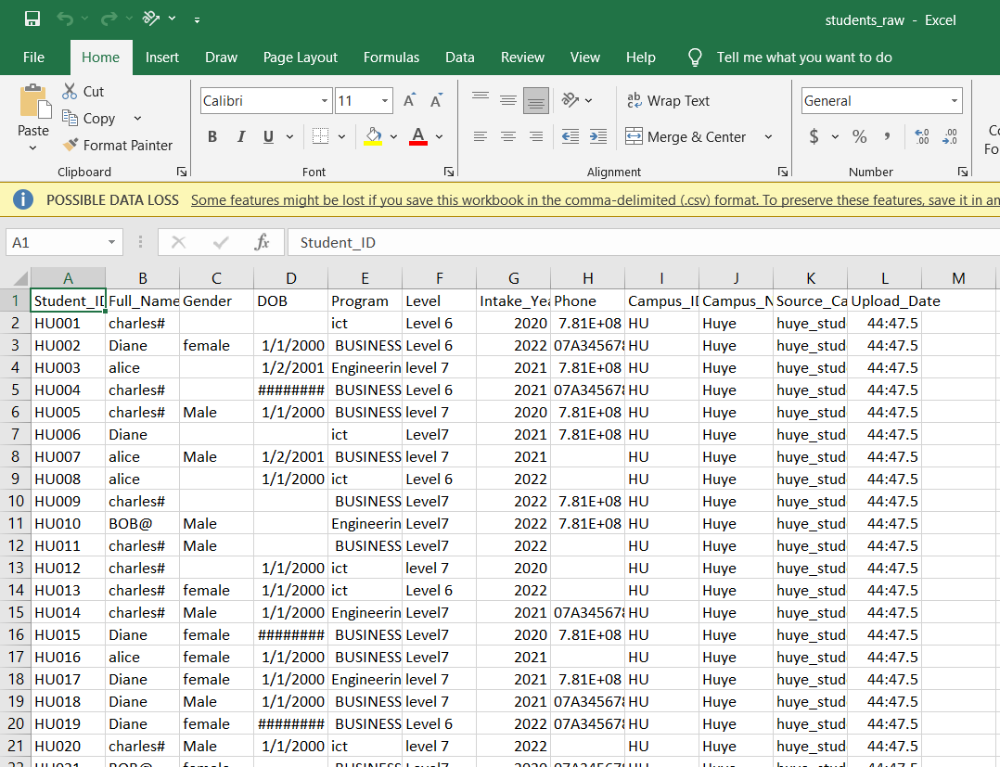 students_raw - Excel
File Home Insert Draw Page Layout Formulas Data Review View Help Tell me what you want to do
Paste Cut Copy Format Painter Clipboard
Calibri 11 A A B I U A Font
ab Wrap Text Merge & Center Alignment
General $ % , Number
POSSIBLE DATA LOSS Some features might be lost if you save this workbook in the comma-delimited (.csv) format. To preserve these features, save it in an
A1 fx Student_ID
A B C D E F G H I J K L M
1 Student_ID Full_Name Gender DOB Program Level Intake_Yea Phone Campus_ID Campus_N Source_Ca Upload_Date
2 HU001 charles# ict Level 6 2020 7.81E+08 HU Huye huye_stud 44:47.5
3 HU002 Diane female 1/1/2000 BUSINESS Level 6 2022 07A345678 HU Huye huye_stud 44:47.5
4 HU003 alice 1/2/2001 Engineerin level 7 2021 7.81E+08 HU Huye huye_stud 44:47.5
5 HU004 charles# ######## BUSINESS Level 6 2021 07A345678 HU Huye huye_stud 44:47.5
6 HU005 charles# Male 1/1/2000 BUSINESS level 7 2020 7.81E+08 HU Huye huye_stud 44:47.5
7 HU006 Diane ict Level7 2021 7.81E+08 HU Huye huye_stud 44:47.5
8 HU007 alice Male 1/2/2001 BUSINESS level 7 2021 HU Huye huye_stud 44:47.5
9 HU008 alice 1/1/2000 ict Level 6 2022 HU Huye huye_stud 44:47.5
10 HU009 charles# BUSINESS Level7 2022 7.81E+08 HU Huye huye_stud 44:47.5
11 HU010 BOB@ Male Engineerin Level7 2022 7.81E+08 HU Huye huye_stud 44:47.5
12 HU011 charles# Male BUSINESS Level7 2022 HU Huye huye_stud 44:47.5
13 HU012 charles# 1/1/2000 ict level 7 2020 HU Huye huye_stud 44:47.5
14 HU013 charles# female 1/1/2000 ict Level 6 2022 HU Huye huye_stud 44:47.5
15 HU014 charles# Male 1/1/2000 Engineerin Level7 2021 07A345678 HU Huye huye_stud 44:47.5
16 HU015 Diane female ######## BUSINESS Level7 2020 7.81E+08 HU Huye huye_stud 44:47.5
17 HU016 alice female 1/1/2000 BUSINESS Level7 2021 HU Huye huye_stud 44:47.5
18 HU017 Diane female 1/1/2000 Engineerin level 7 2021 7.81E+08 HU Huye huye_stud 44:47.5
19 HU018 Diane Male 1/1/2000 BUSINESS level 7 2021 07A345678 HU Huye huye_stud 44:47.5
20 HU019 Diane female ######## BUSINESS Level 6 2022 07A345678 HU Huye huye_stud 44:47.5
21 HU020 charles# Male 1/1/2000 ict level 7 2022 HU Huye huye_stud 44:47.5